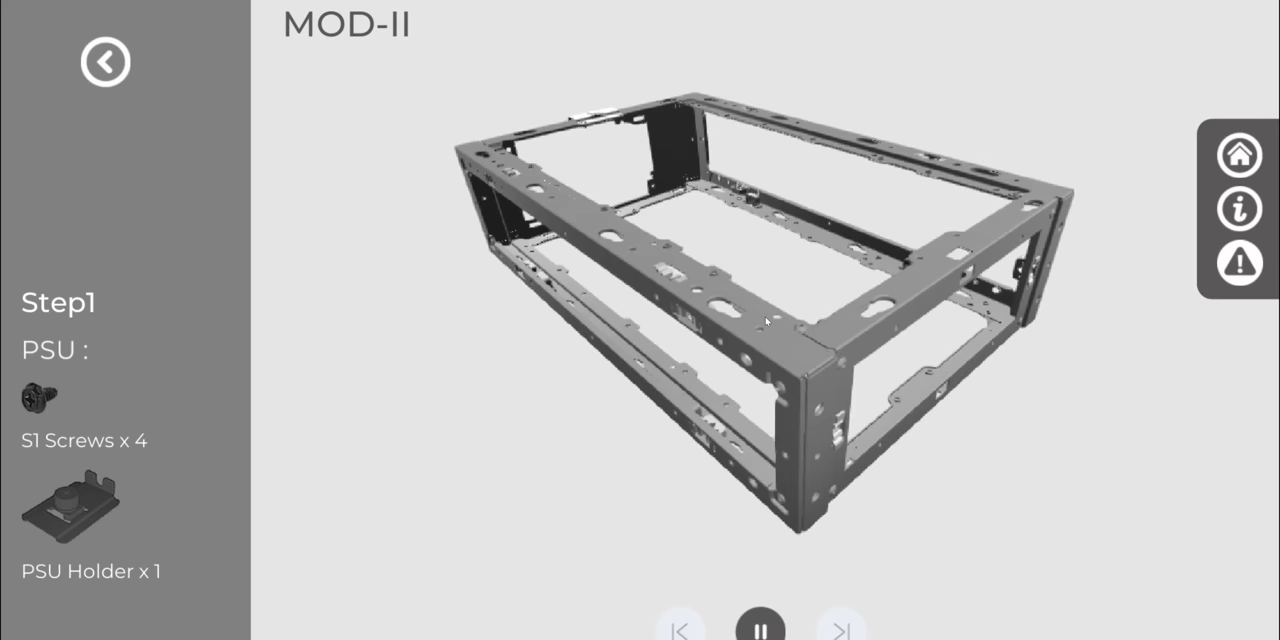 MOD-II
Step1
PSU :
S1 Screws x 4
PSU Holder x 1